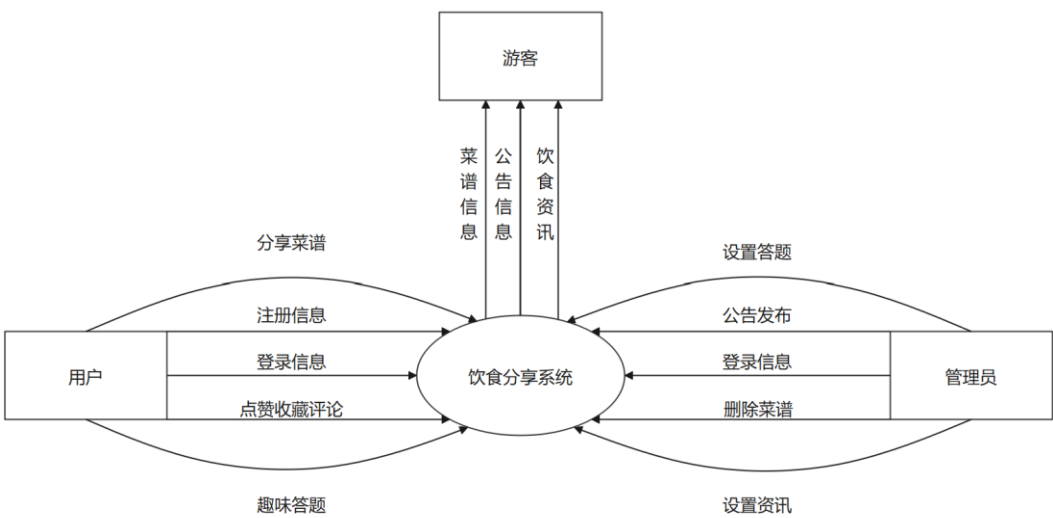 游客
菜谱信息
公告信息
饮食资讯
分享菜谱
设置答题
注册信息
公告发布
用户
登录信息
饮食分享系统
登录信息
管理员
点赞收藏评论
删除菜谱
趣味答题
设置资讯